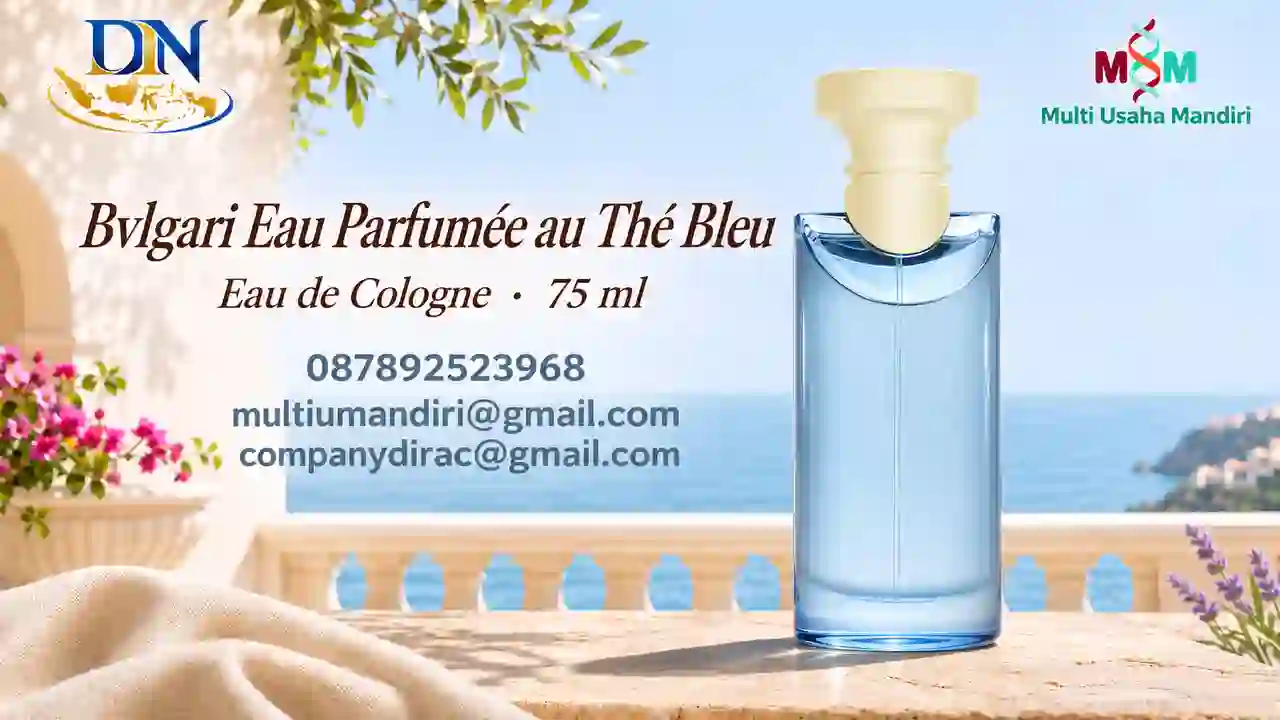 DN
MSM
Multi Usaha Mandiri
Bvlgari Eau Parfumée au Thé Bleu
Eau de Cologne · 75 ml
087892523968
multiumandiri@gmail.com
companydirac@gmail.com